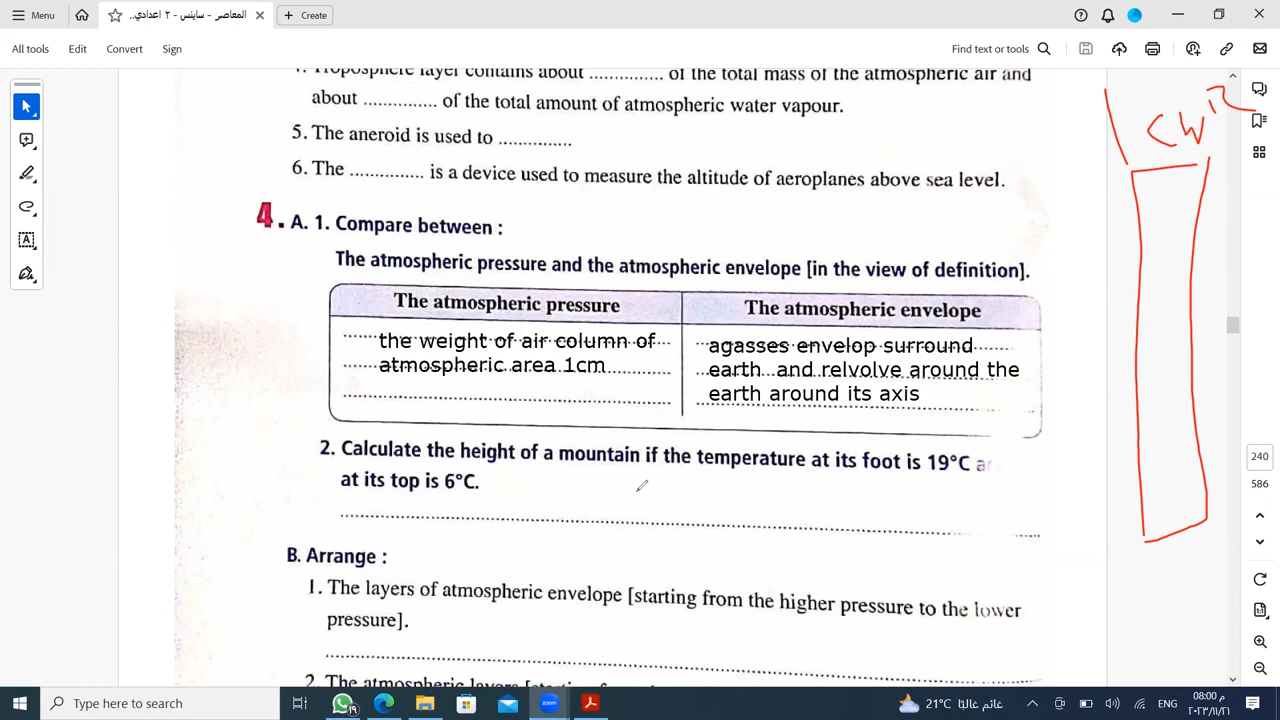 Menu
المعاصر - ساينس - ٢ اعدادي..
Create
All tools
Edit
Convert
Sign
Find text or tools
Troposphere layer contains about .............. of the total mass of the atmospheric air and
about .............. of the total amount of atmospheric water vapour.
5. The aneroid is used to ..............
6. The .............. is a device used to measure the altitude of aeroplanes above sea level.
4. A. 1. Compare between :
The atmospheric pressure and the atmospheric envelope [in the view of definition].
The atmospheric pressure
The atmospheric envelope
the weight of air column of
atmospheric area 1cm
agasses envelop surround
earth and relvolve around the
earth around its axis
2. Calculate the height of a mountain if the temperature at its foot is 19°C
at its top is 6°C.
B. Arrange :
1. The layers of atmospheric envelope [starting from the higher pressure to the lower
pressure].
2. The atmospheric layers
CW
240
586
Type here to search
zoom
21°C غائم غالبًا
ENG
08:00 م
٢٠٢٣/١١/٢١